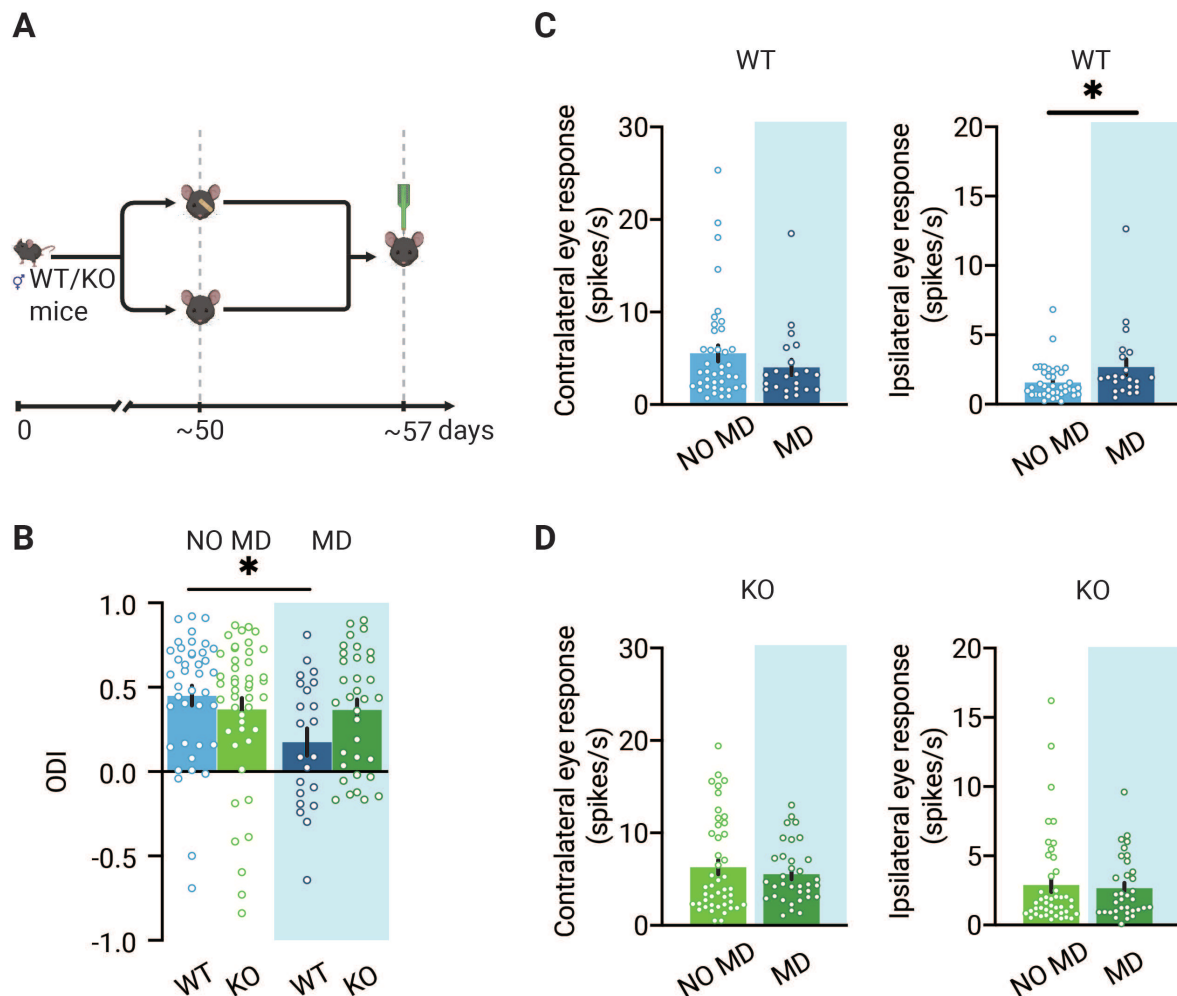 A
⚥ WT/KO
mice
0
~50
~57 days
B
NO MD
MD
*
1.0
0.5
0.0
-0.5
-1.0
ODI
WT
KO
WT
KO
C
WT
Contralateral eye response
(spikes/s)
30
20
10
0
NO MD
MD
WT
*
Ipsilateral eye response
(spikes/s)
20
15
10
5
0
NO MD
MD
D
KO
Contralateral eye response
(spikes/s)
30
20
10
0
NO MD
MD
KO
Ipsilateral eye response
(spikes/s)
20
15
10
5
0
NO MD
MD